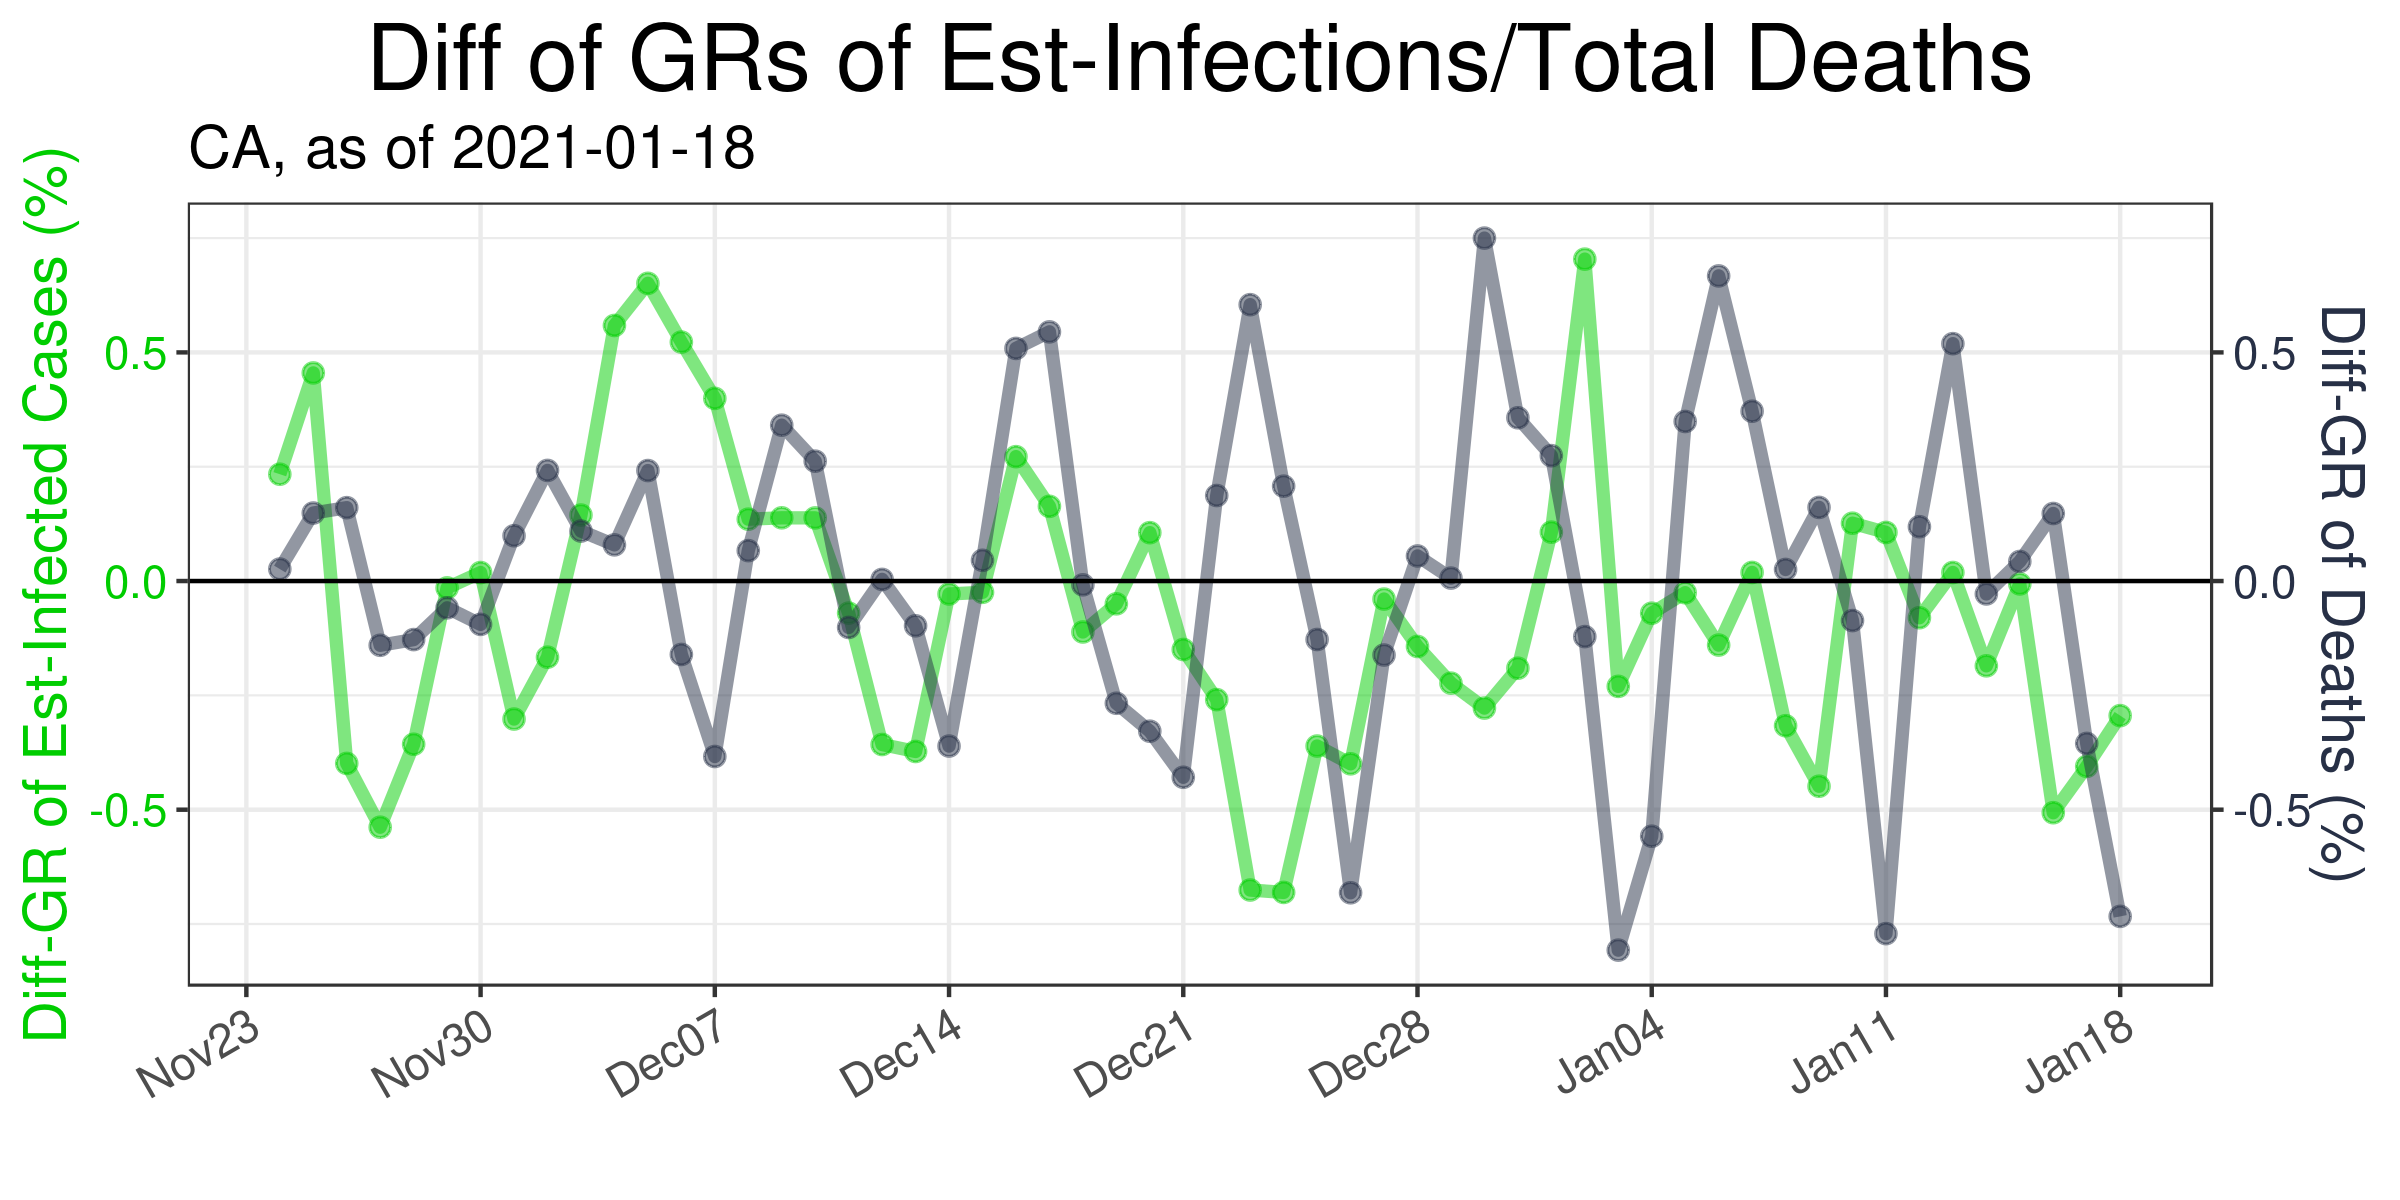 Diff of GRs of Est-Infections/Total Deaths
CA, as of 2021-01-18
Diff-GR of Est-Infected Cases (%)
0.5
0.0
-0.5
0.5
0.0
-0.5
Diff-GR of Deaths (%)
Nov23
Nov30
Dec07
Dec14
Dec21
Dec28
Jan04
Jan11
Jan18